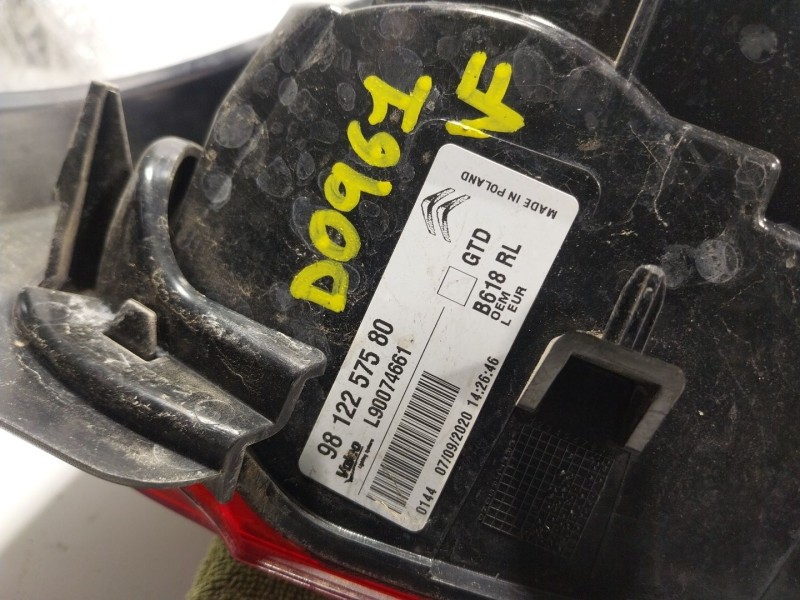 D0961
VF
MADE IN POLAND
GTD
B618 RL
OEM
L EUR
98 122 575 80
L90074661
Valeo
0144 07/09/2020 14:26:46